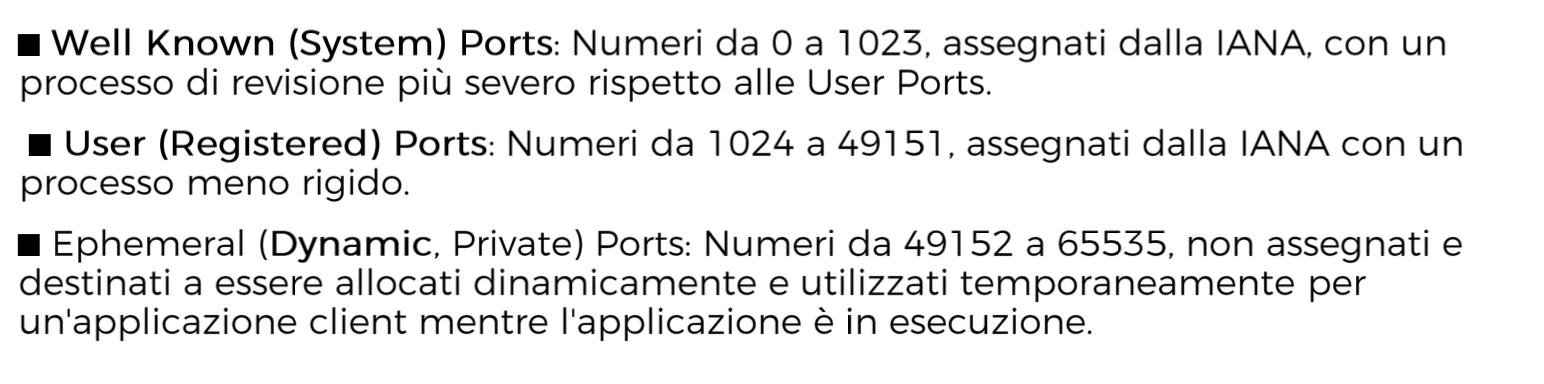 ■ Well Known (System) Ports: Numeri da 0 a 1023, assegnati dalla IANA, con un
processo di revisione più severo rispetto alle User Ports.
■ User (Registered) Ports: Numeri da 1024 a 49151, assegnati dalla IANA con un
processo meno rigido.
■ Ephemeral (Dynamic, Private) Ports: Numeri da 49152 a 65535, non assegnati e
destinati a essere allocati dinamicamente e utilizzati temporaneamente per
un'applicazione client mentre l'applicazione è in esecuzione.